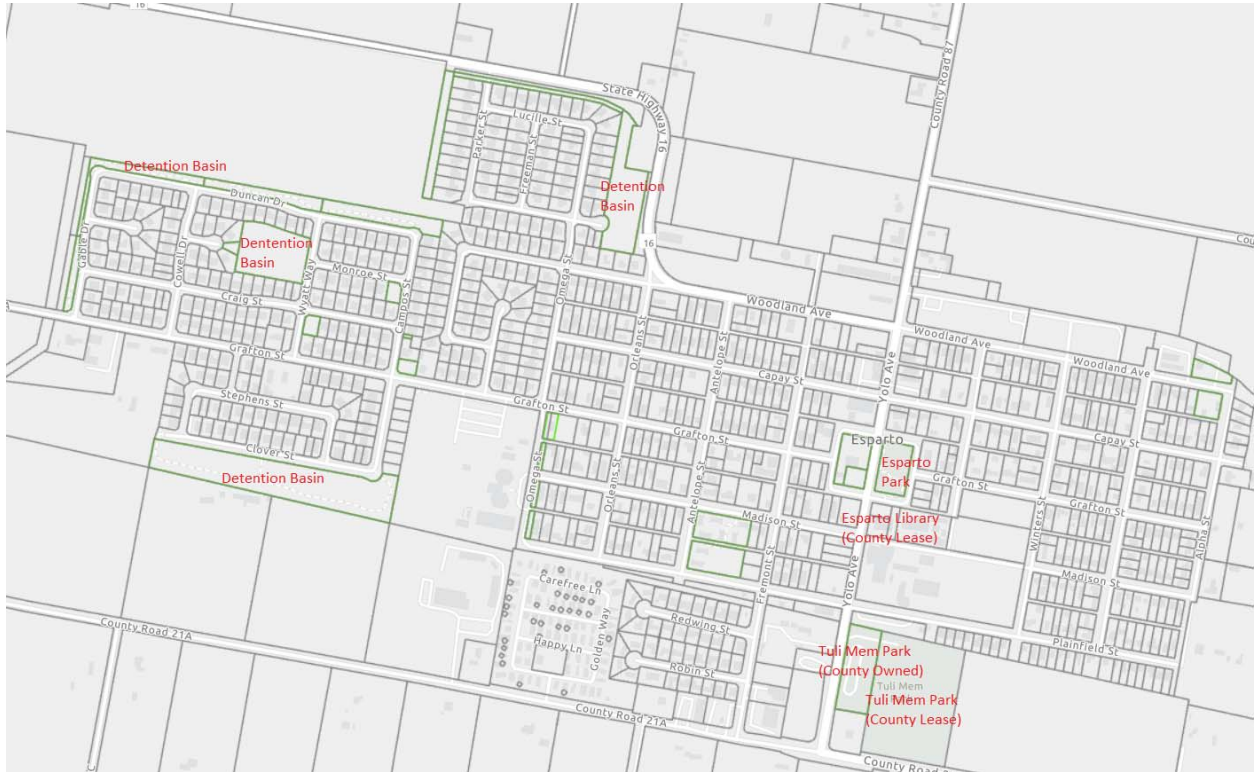 16
State Highway 16
County Road 87
Lucille St
Parker St
Freeman St
Detention Basin
Duncan Dr
Detention
Basin
Gable Dr
Cowell Dr
Dentention
Basin
Wyatt Way
Monroe St
Campos St
Craig St
Omega St
16
Woodland Ave
Woodland Ave
Woodland Ave
Orleans St
Antelope St
Grafton St
Capay St
Yolo Ave
Stephens St
Grafton St
Grafton St
Esparto
Capay St
Clover St
Esparto
Park
Grafton St
Grafton St
Detention Basin
Omega St
Orleans St
Antelope St
Madison St
Esparto Library
(County Lease)
Winters St
Alpha St
Fremont St
Madison St
Carefree Ln
Yolo Ave
Golden Way
Redwing St
County Road 21A
Happy Ln
Robin St
Plainfield St
Tuli Mem Park
(County Owned)
Tuli Mem
Tuli Mem Park
(County Lease)
County Road 21A